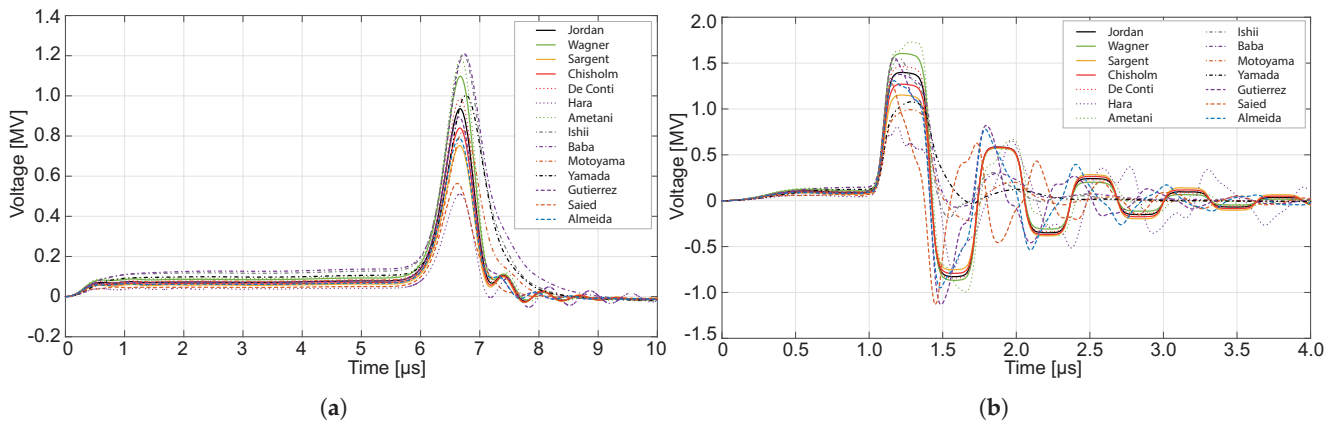 1.4
1.2
1.0
0.8
0.6
0.4
0.2
0
-0.2
Voltage [MV]
0 1 2 3 4 5 6 7 8 9 10
Time [µs]
Jordan
Wagner
Sargent
Chisholm
De Conti
Hara
Ametani
Ishii
Baba
Motoyama
Yamada
Gutierrez
Saied
Almeida
(a)
2.0
1.5
1.0
0.5
0
-0.5
-1.0
-1.5
Voltage [MV]
0 0.5 1.0 1.5 2.0 2.5 3.0 3.5 4.0
Time [µs]
Jordan
Wagner
Sargent
Chisholm
De Conti
Hara
Ametani
Ishii
Baba
Motoyama
Yamada
Gutierrez
Saied
Almeida
(b)